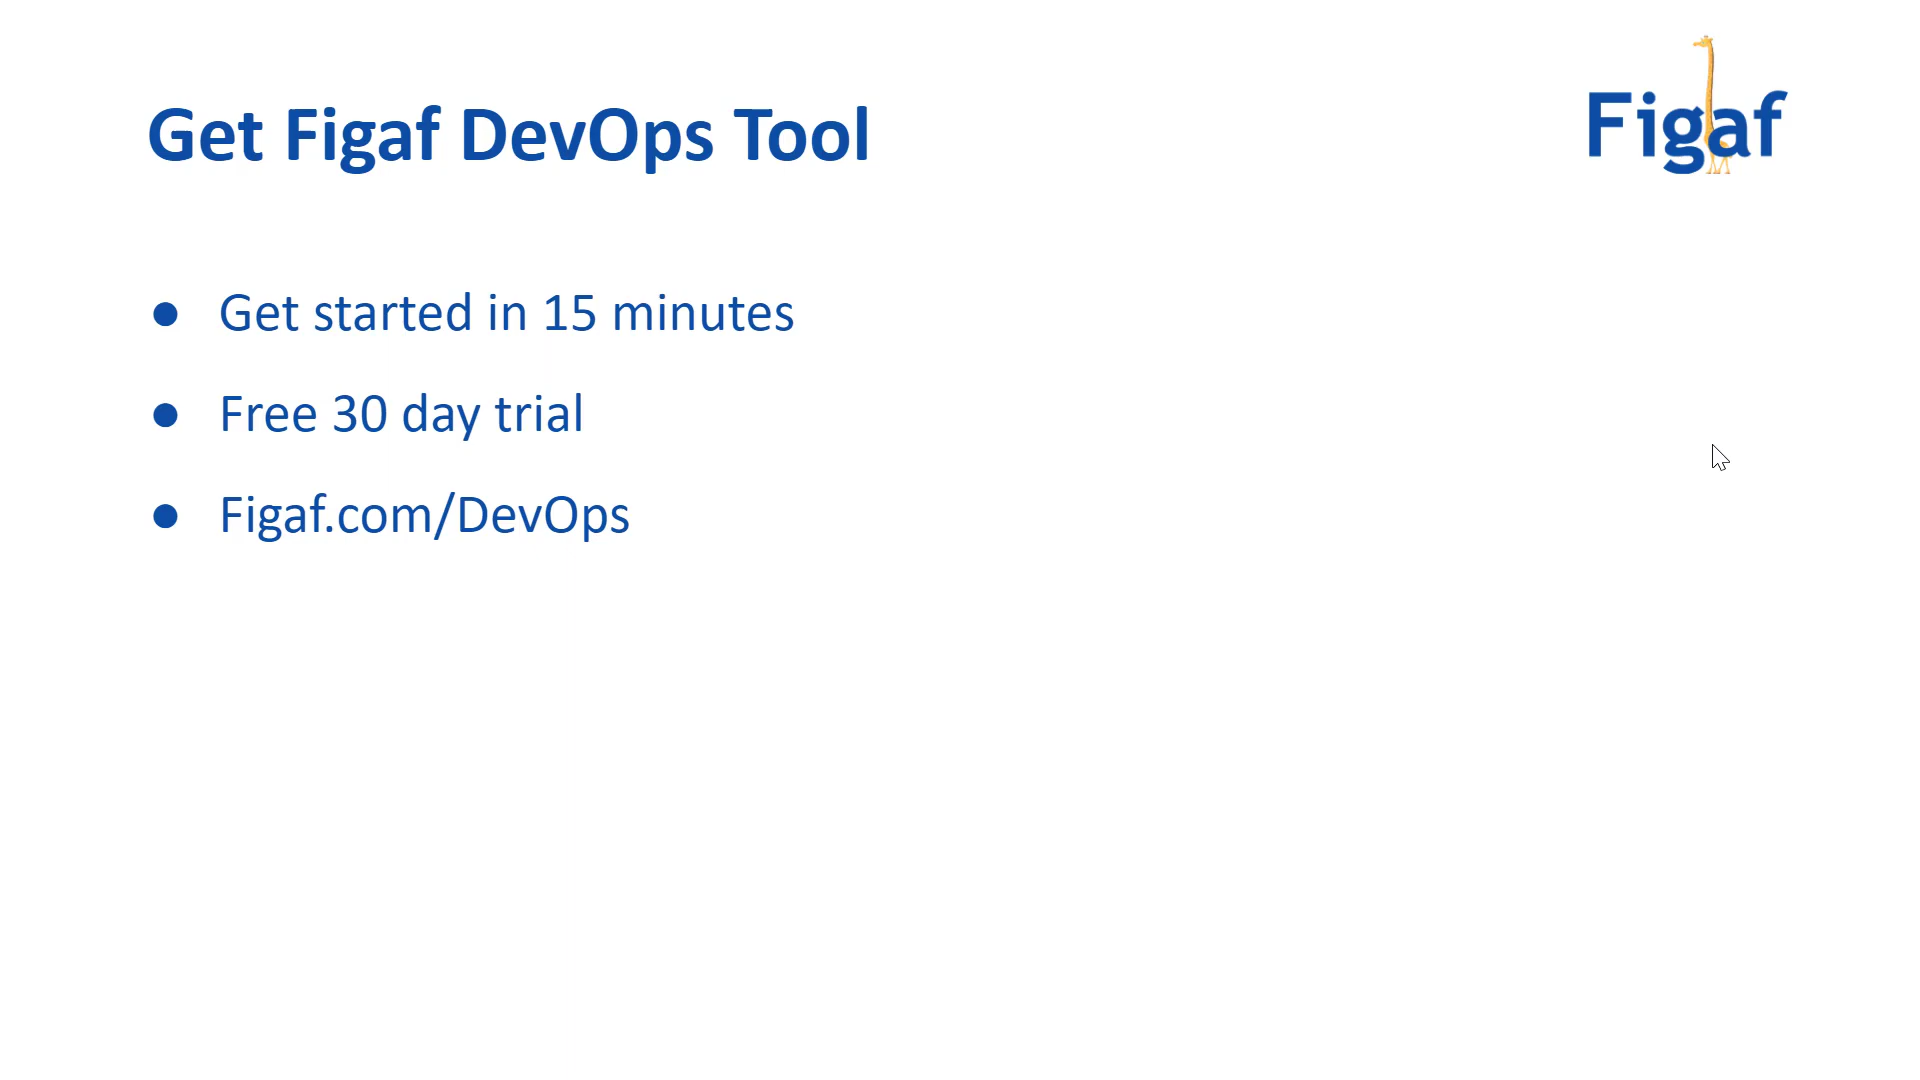 Get Figaf DevOps Tool
Figaf
● Get started in 15 minutes
● Free 30 day trial
● Figaf.com/DevOps